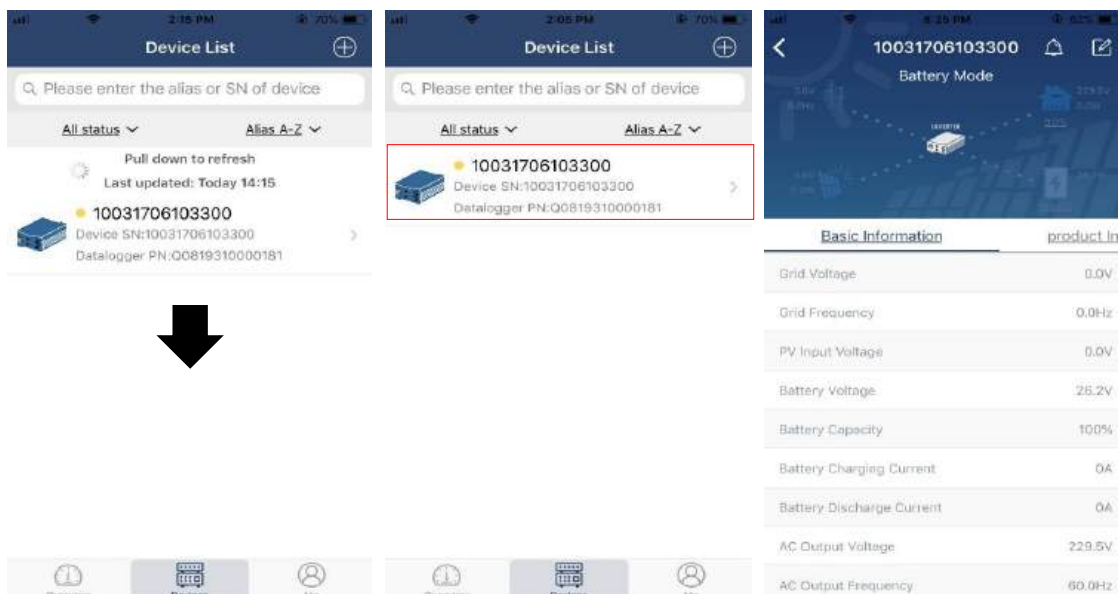 2:15 PM
70%
Device List
Please enter the alias or SN of device
All status
Alias A-Z
Pull down to refresh
Last updated: Today 14:15
10031706103300
Device SN:10031706103300
Datalogger PN:Q0819310000181
Devices
2:05 PM
70%
Device List
Please enter the alias or SN of device
All status
Alias A-Z
10031706103300
Device SN:10031706103300
Datalogger PN:Q0819310000181
Devices
10031706103300
Battery Mode
INVERTER
Basic Information
product In
Grid Voltage
0.0V
Grid Frequency
0.0Hz
PV Input Voltage
0.0V
Battery Voltage
26.2V
Battery Capacity
100%
Battery Charging Current
0A
Battery Discharge Current
0A
AC Output Voltage
229.5V
AC Output Frequency
60.0Hz